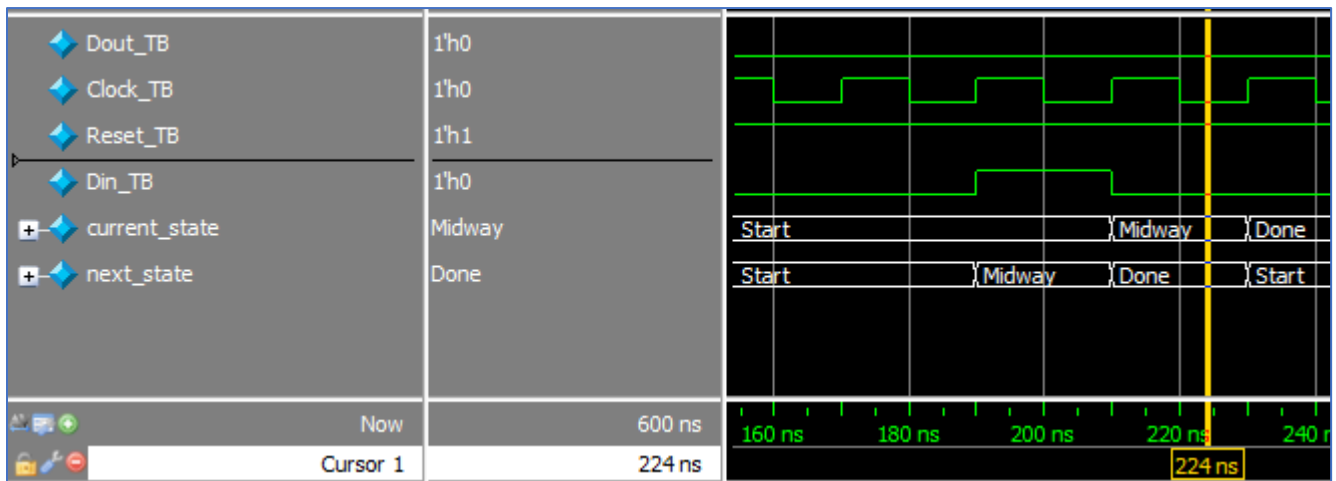 Dout_TB 1'h0
Clock_TB 1'h0
Reset_TB 1'h1
Din_TB 1'h0
current_state Midway Start Midway Done
next_state Done Start Midway Done Start
Now 600 ns 160 ns 180 ns 200 ns 220 ns 240
Cursor 1 224 ns 224 ns